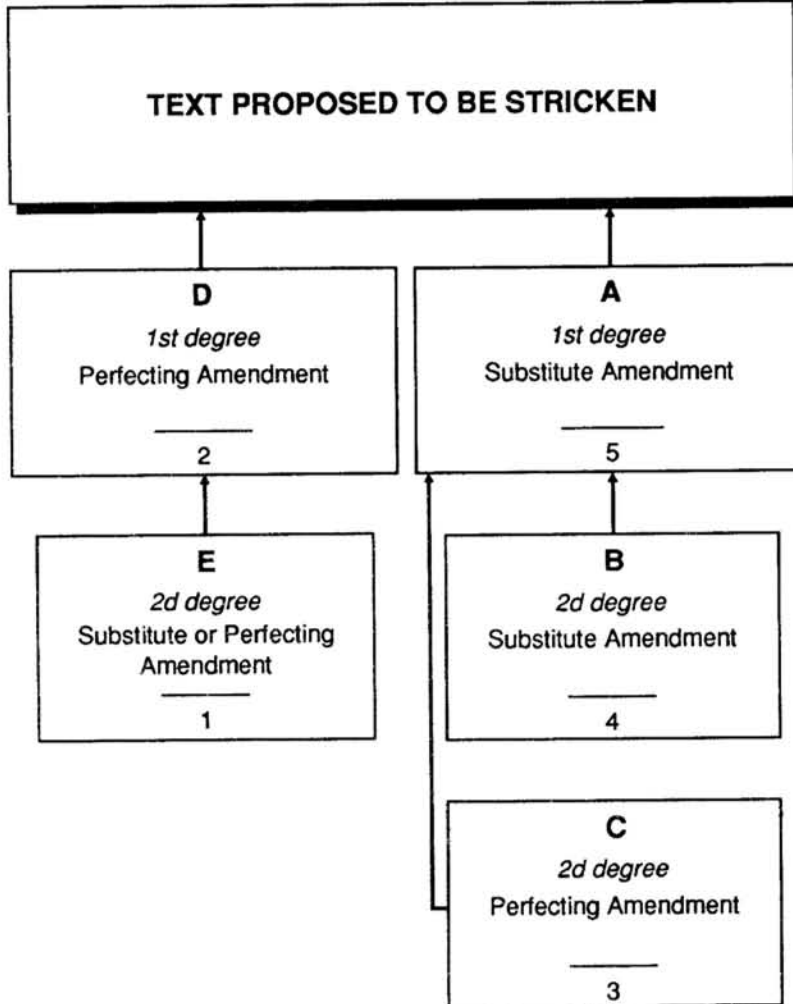 TEXT PROPOSED TO BE STRICKEN
D
1st degree
Perfecting Amendment
2
A
1st degree
Substitute Amendment
5
E
2d degree
Substitute or Perfecting
Amendment
1
B
2d degree
Substitute Amendment
4
C
2d degree
Perfecting Amendment
3